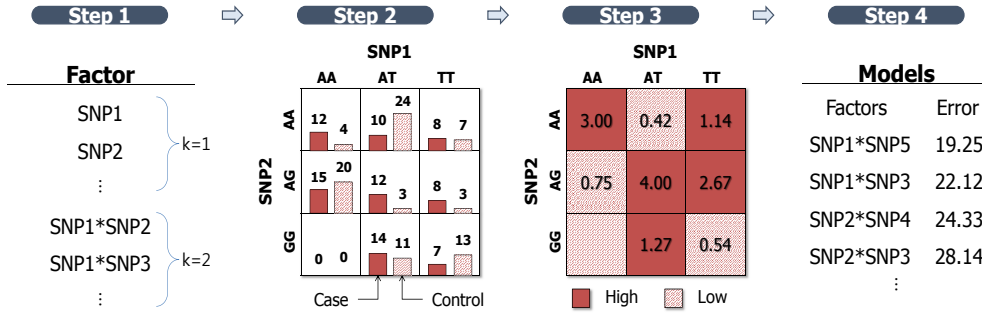 Step 1
Step 2
Step 3
Step 4
Factor
SNP1
SNP2
⋮
k=1
SNP1*SNP2
SNP1*SNP3
⋮
k=2
SNP1
AA AT TT
SNP2
AA
12 4 10 24 8 7
AG
15 20 12 3 8 3
GG
0 0 14 11 7 13
Case Control
SNP1
AA AT TT
SNP2
AA
3.00 0.42 1.14
AG
0.75 4.00 2.67
GG
1.27 0.54
High Low
Models
Factors Error
SNP1*SNP5 19.25
SNP1*SNP3 22.12
SNP2*SNP4 24.33
SNP2*SNP3 28.14
⋮